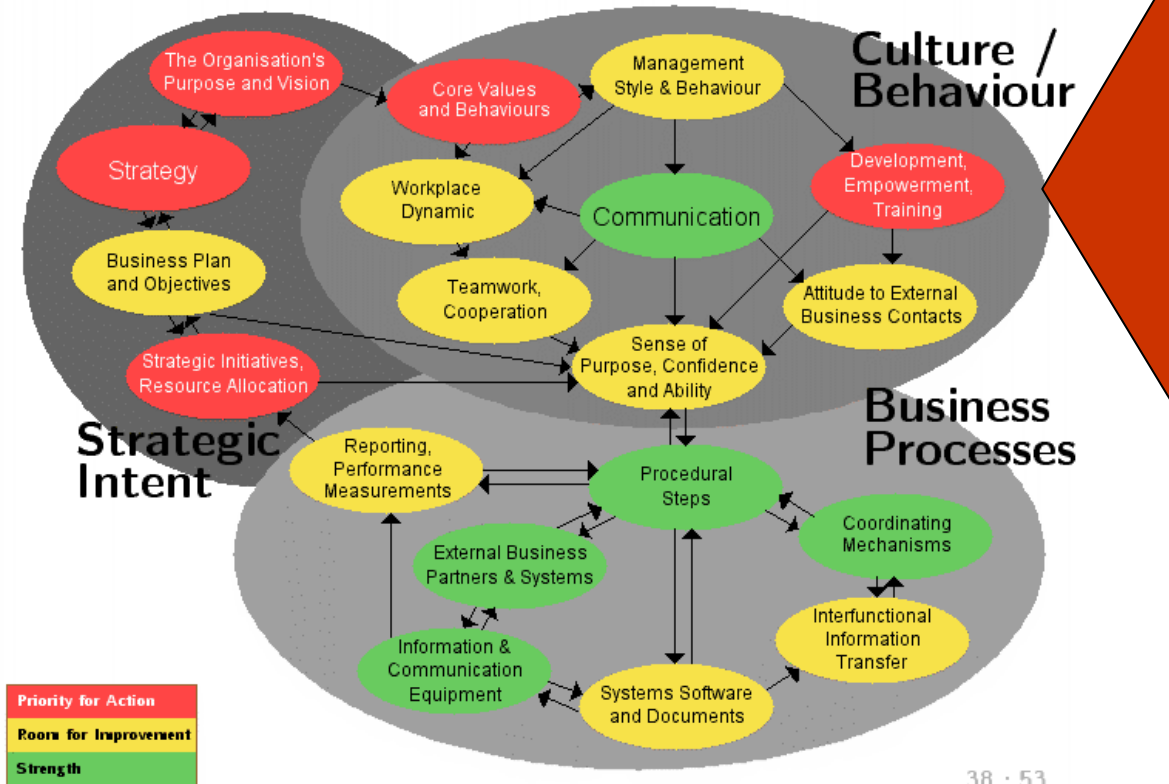 Culture /
Behaviour
The Organisation's
Purpose and Vision
Core Values
and Behaviours
Management
Style & Behaviour
Strategy
Workplace
Dynamic
Communication
Development,
Empowerment,
Training
Business Plan
and Objectives
Teamwork,
Cooperation
Attitude to External
Business Contacts
Strategic Initiatives,
Resource Allocation
Sense of
Purpose, Confidence
and Ability
Strategic
Intent
Business
Processes
Reporting,
Performance
Measurements
Procedural
Steps
Coordinating
Mechanisms
External Business
Partners & Systems
Interfunctional
Information
Transfer
Information &
Communication
Equipment
Systems Software
and Documents
Priority for Action
Room for Improvement
Strength
38 : 53